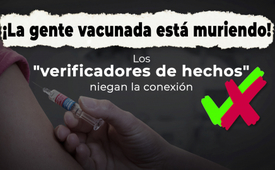 ¡La gente vacunada está muriendo!
Los
"verificadores de hechos"
niegan la conexión